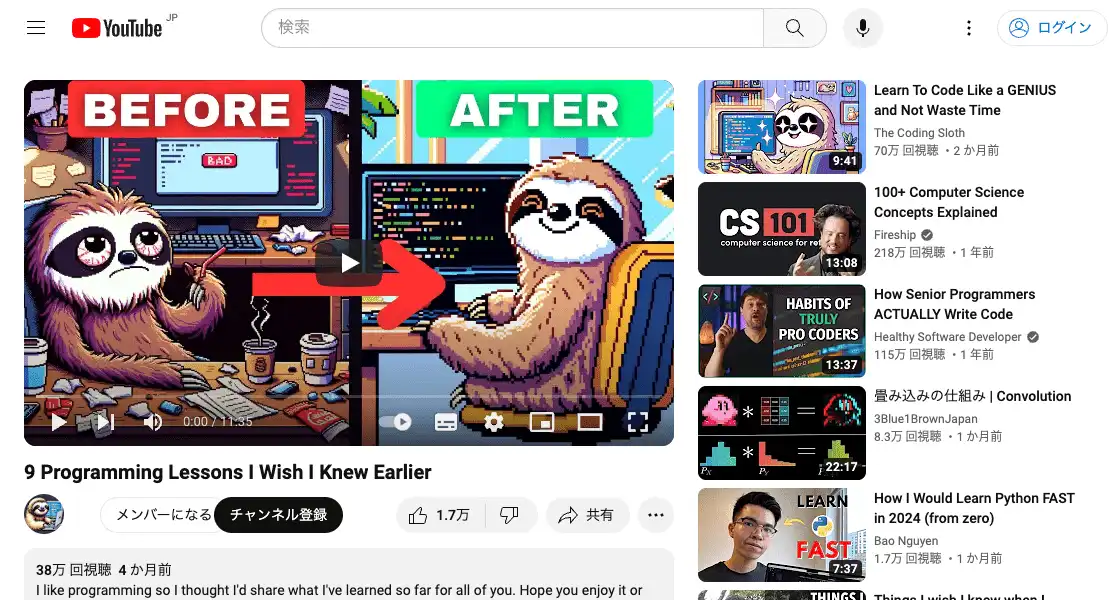 YouTube JP
検索
ログイン
BEFORE
AFTER
BAD
0:00 / 11:35
9 Programming Lessons I Wish I Knew Earlier
メンバーになる
チャンネル登録
1.7万
共有
38万 回視聴 4 か月前
I like programming so I thought I'd share what I've learned so far for all of you. Hope you enjoy it or
9:41
Learn To Code Like a GENIUS
and Not Waste Time
The Coding Sloth
70万 回視聴 ・2 か月前
CS 101
computer science for ret
13:08
100+ Computer Science
Concepts Explained
Fireship
218万 回視聴 ・1 年前
</>
HABITS OF
TRULY
PRO CODERS
13:37
How Senior Programmers
ACTUALLY Write Code
Healthy Software Developer
115万 回視聴 ・1 年前
* =
* =
22:17
畳み込みの仕組み | Convolution
3Blue1BrownJapan
8.3万 回視聴 ・1 か月前
LEARN
FAST
7:37
How I Would Learn Python FAST
in 2024 (from zero)
Bao Nguyen
1.7万 回視聴 ・1 か月前
THINGS I
Things I wish I knew when I